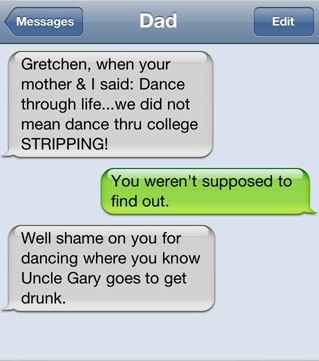 Messages
Dad
Edit
Gretchen, when your
mother & I said: Dance
through life...we did not
mean dance thru college
STRIPPING!
You weren't supposed to
find out.
Well shame on you for
dancing where you know
Uncle Gary goes to get
drunk.